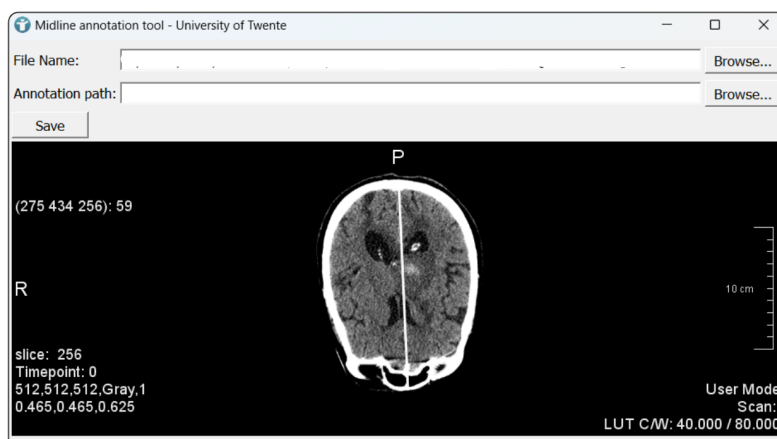 Midline annotation tool - University of Twente
File Name:
Browse...
Annotation path:
Browse...
Save
P
(275 434 256): 59
R
10 cm
slice: 256
Timepoint: 0
512,512,512,Gray,1
0.465,0.465,0.625
User Mode
Scan:
LUT C/W: 40.000 / 80.000